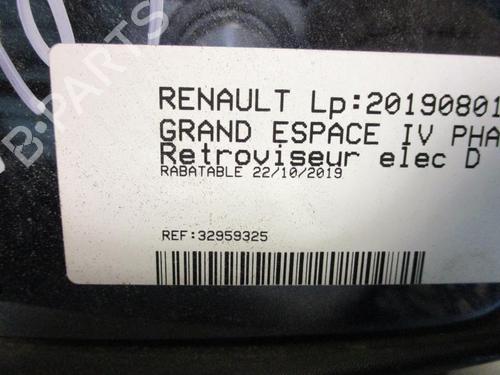 RENAULT Lp:20190801
GRAND ESPACE IV PHA
Retroviseur elec D
RABATABLE 22/10/2019
REF:32959325
B-PARTS